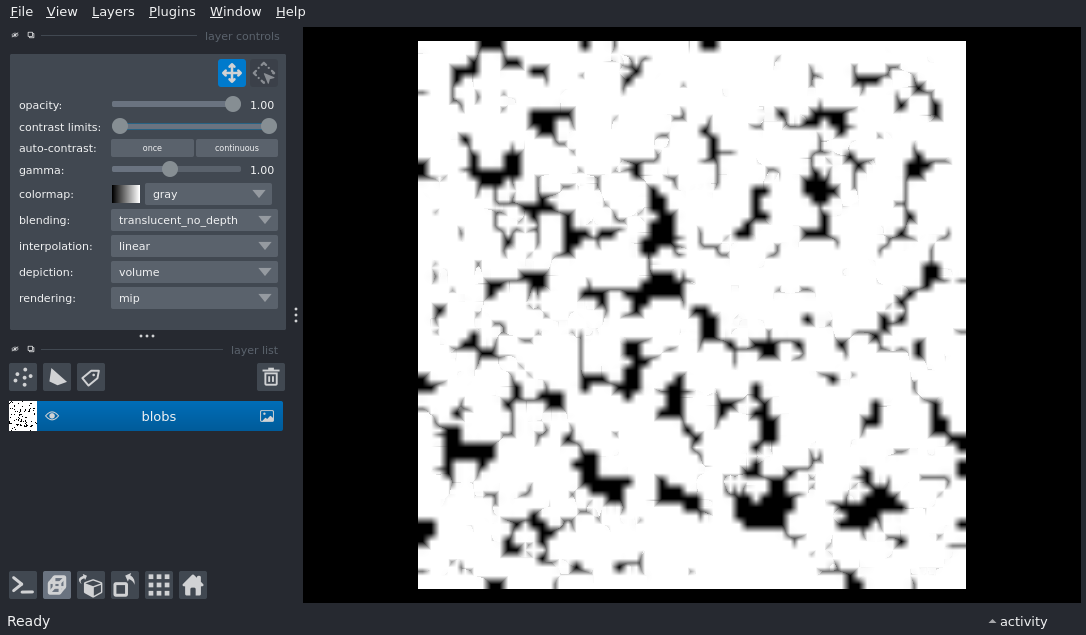 File View Layers Plugins Window Help
layer controls
opacity: 1.00
contrast limits:
auto-contrast: once continuous
gamma: 1.00
colormap: gray
blending: translucent_no_depth
interpolation: linear
depiction: volume
rendering: mip
layer list
blobs
Ready activity